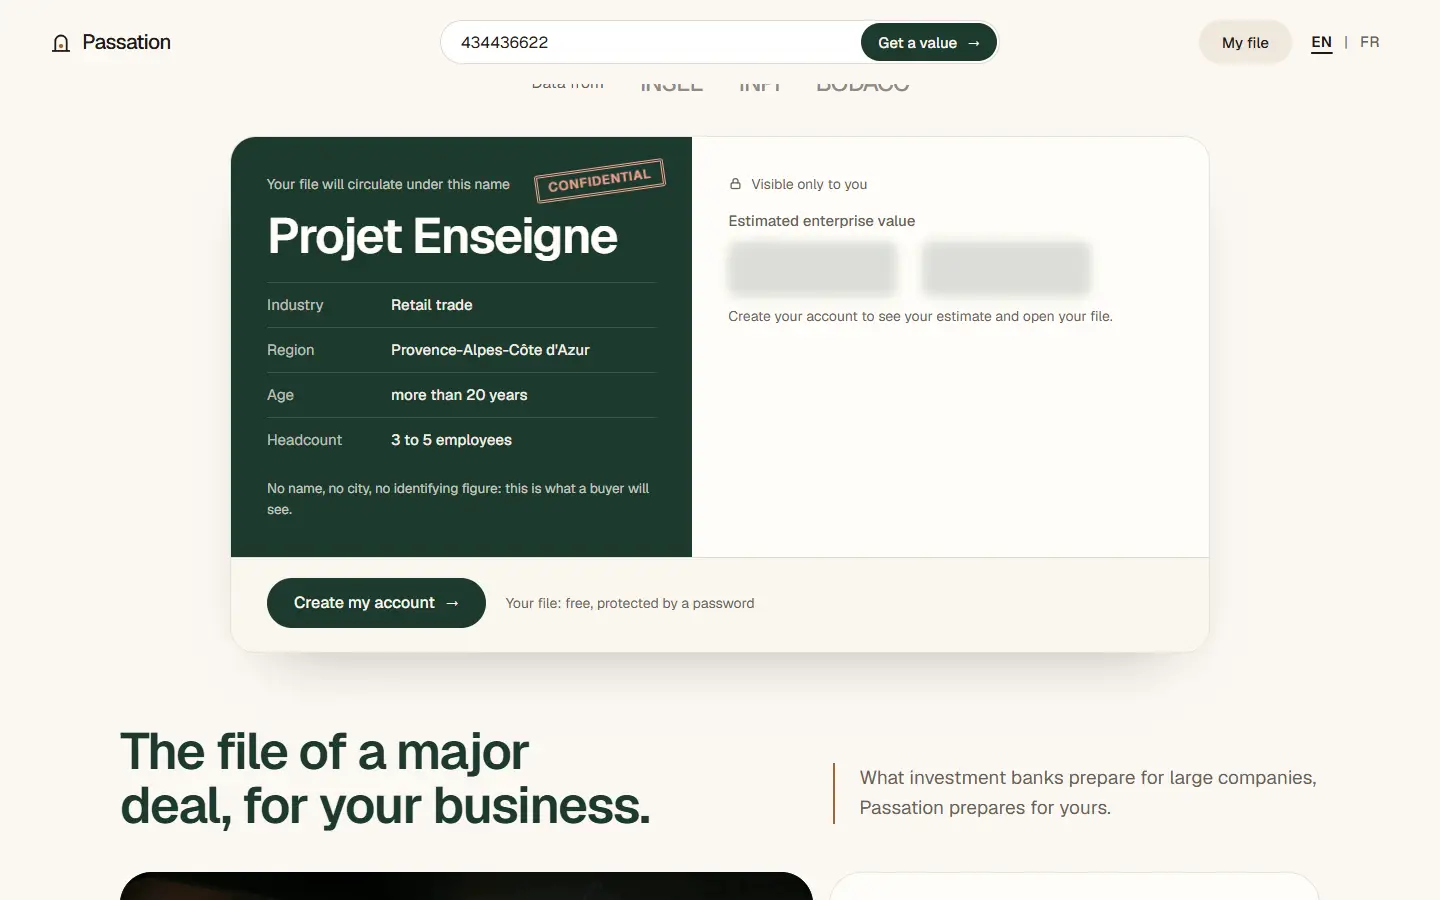 Passation
434436622
Get a value →
My file
EN | FR
Data from INSEE INPI BODACC
Your file will circulate under this name
CONFIDENTIAL
Projet Enseigne
Industry Retail trade
Region Provence-Alpes-Côte d'Azur
Age more than 20 years
Headcount 3 to 5 employees
No name, no city, no identifying figure: this is what a buyer will
see.
Visible only to you
Estimated enterprise value
Create your account to see your estimate and open your file.
Create my account →
Your file: free, protected by a password
The file of a major
deal, for your business.
What investment banks prepare for large companies,
Passation prepares for yours.